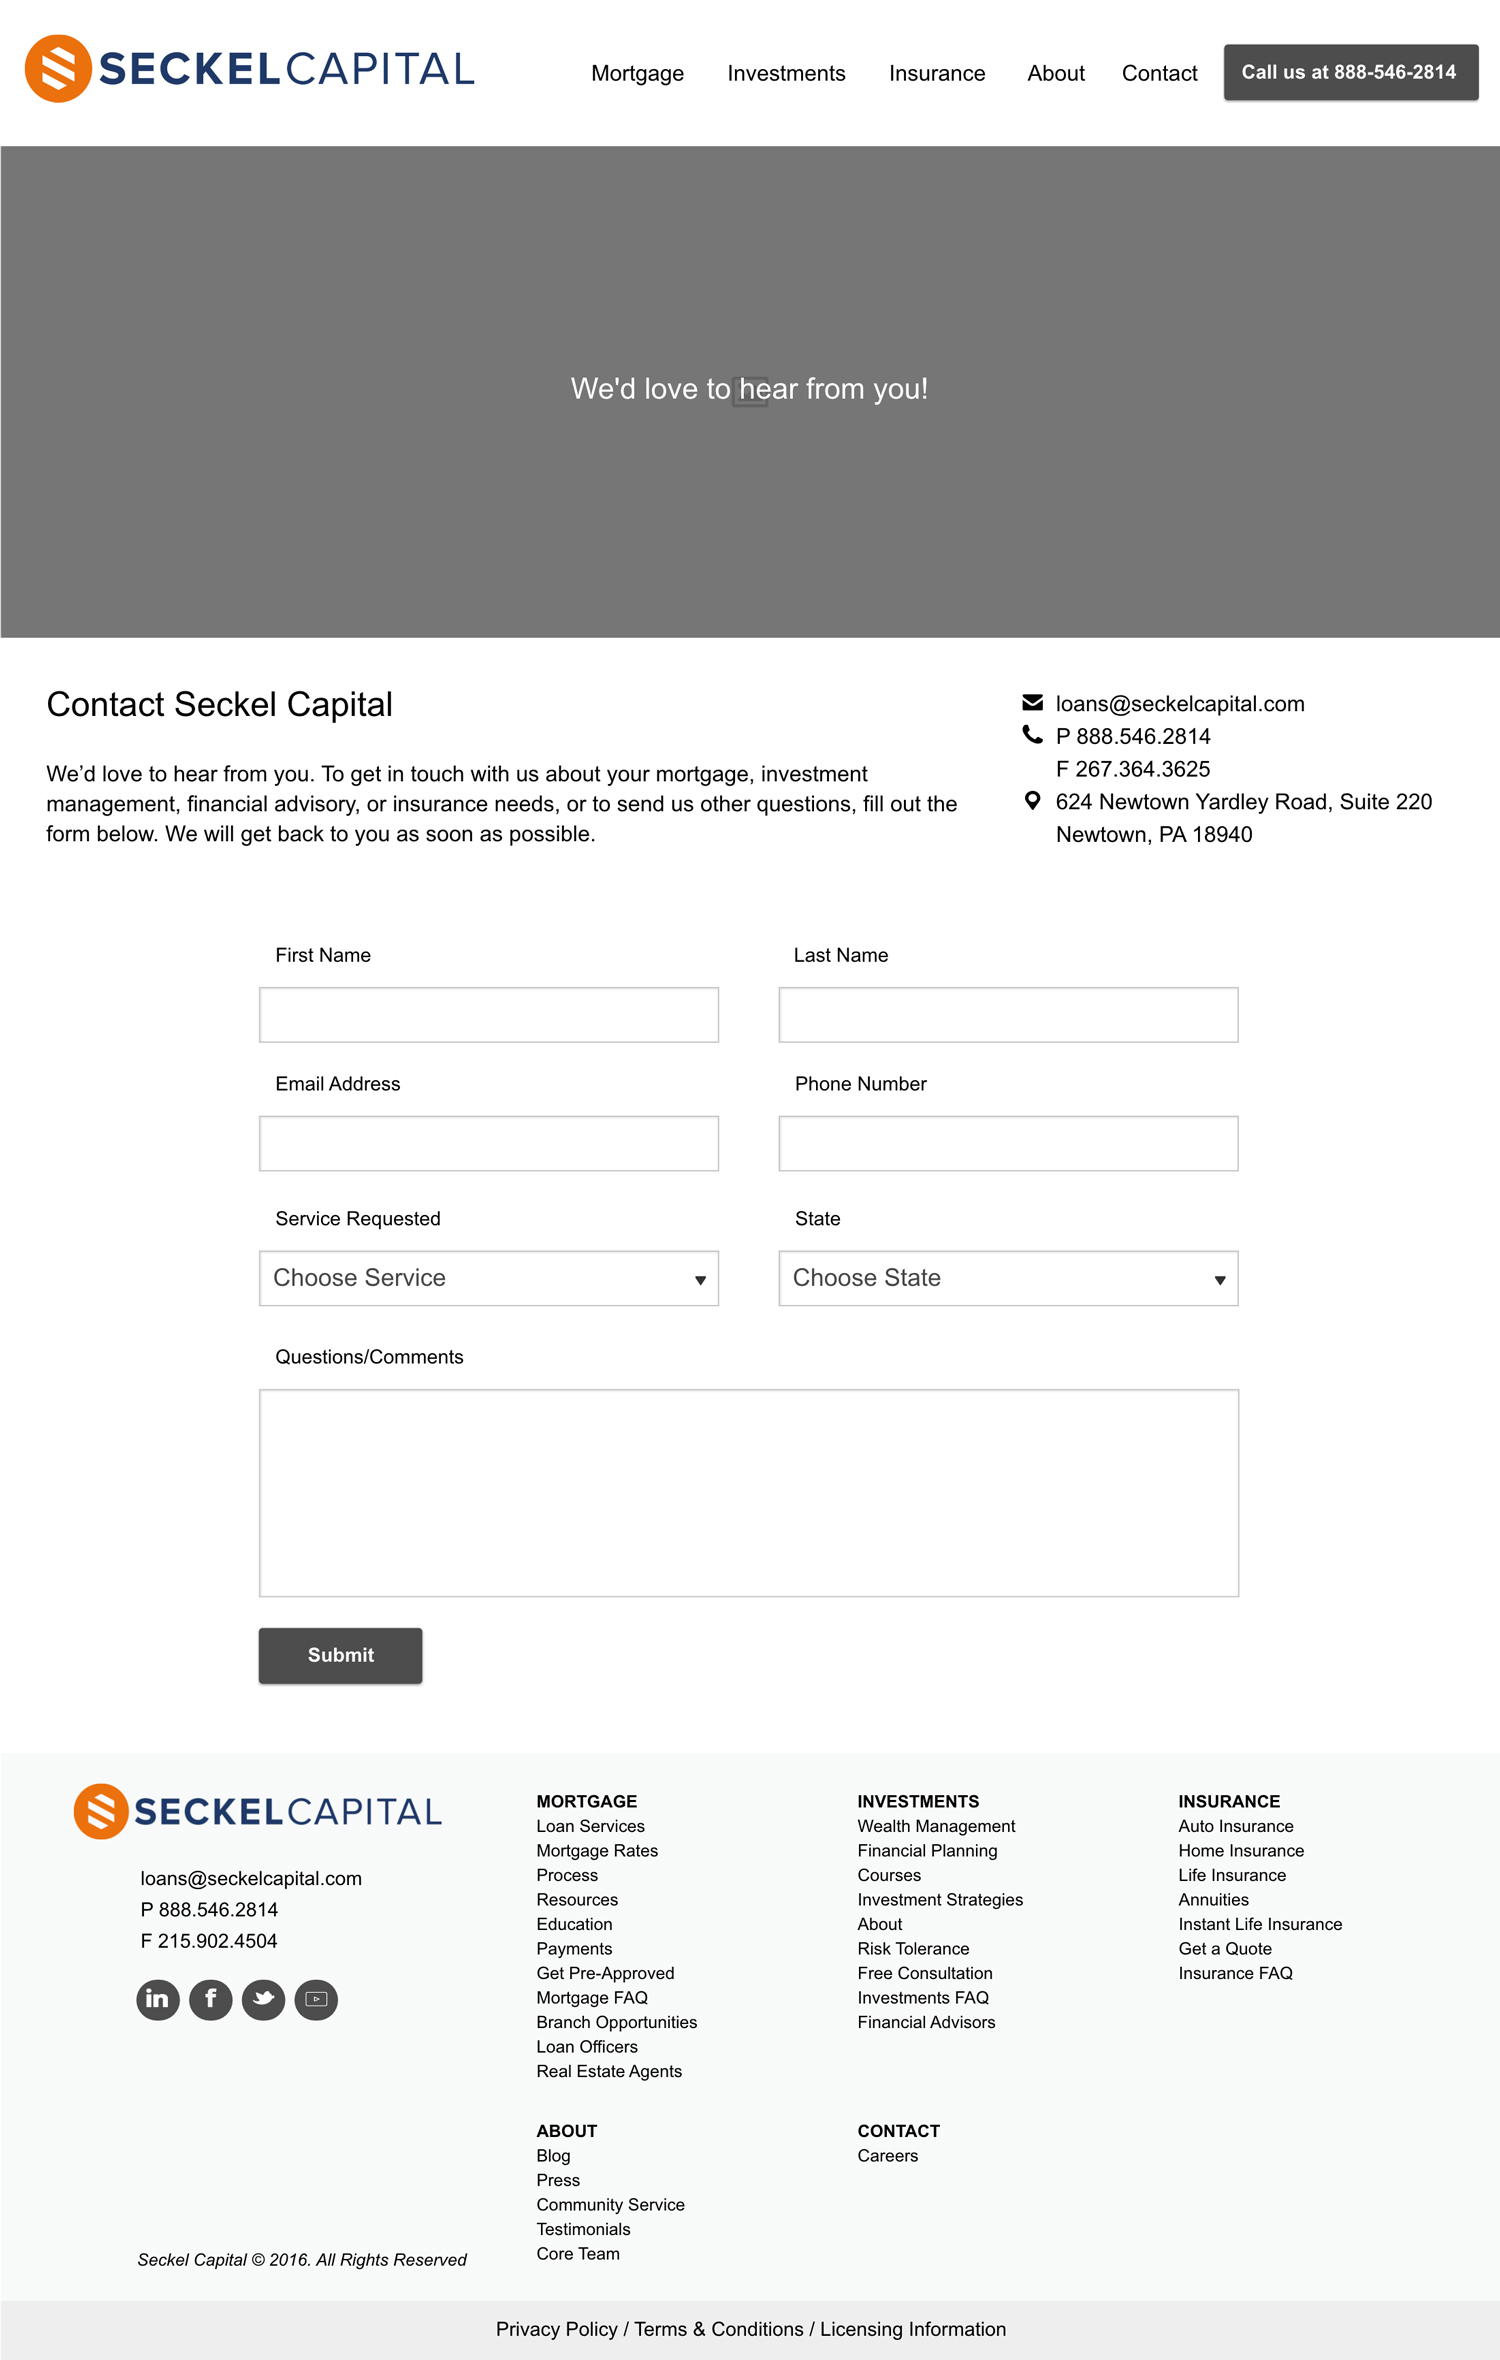 SECKELCAPITAL
Mortgage Investments Insurance About Contact Call us at 888-546-2814
We'd love to hear from you!
Contact Seckel Capital
We’d love to hear from you. To get in touch with us about your mortgage, investment
management, financial advisory, or insurance needs, or to send us other questions, fill out the
form below. We will get back to you as soon as possible.
loans@seckelcapital.com
P 888.546.2814
F 267.364.3625
624 Newtown Yardley Road, Suite 220
Newtown, PA 18940
First Name
Last Name
Email Address
Phone Number
Service Requested
State
Choose Service
Choose State
Questions/Comments
Submit
SECKELCAPITAL
loans@seckelcapital.com
P 888.546.2814
F 215.902.4504
in f
MORTGAGE
Loan Services
Mortgage Rates
Process
Resources
Education
Payments
Get Pre-Approved
Mortgage FAQ
Branch Opportunities
Loan Officers
Real Estate Agents
INVESTMENTS
Wealth Management
Financial Planning
Courses
Investment Strategies
About
Risk Tolerance
Free Consultation
Investments FAQ
Financial Advisors
INSURANCE
Auto Insurance
Home Insurance
Life Insurance
Annuities
Instant Life Insurance
Get a Quote
Insurance FAQ
ABOUT
Blog
Press
Community Service
Testimonials
Core Team
CONTACT
Careers
Seckel Capital © 2016. All Rights Reserved
Privacy Policy / Terms & Conditions / Licensing Information